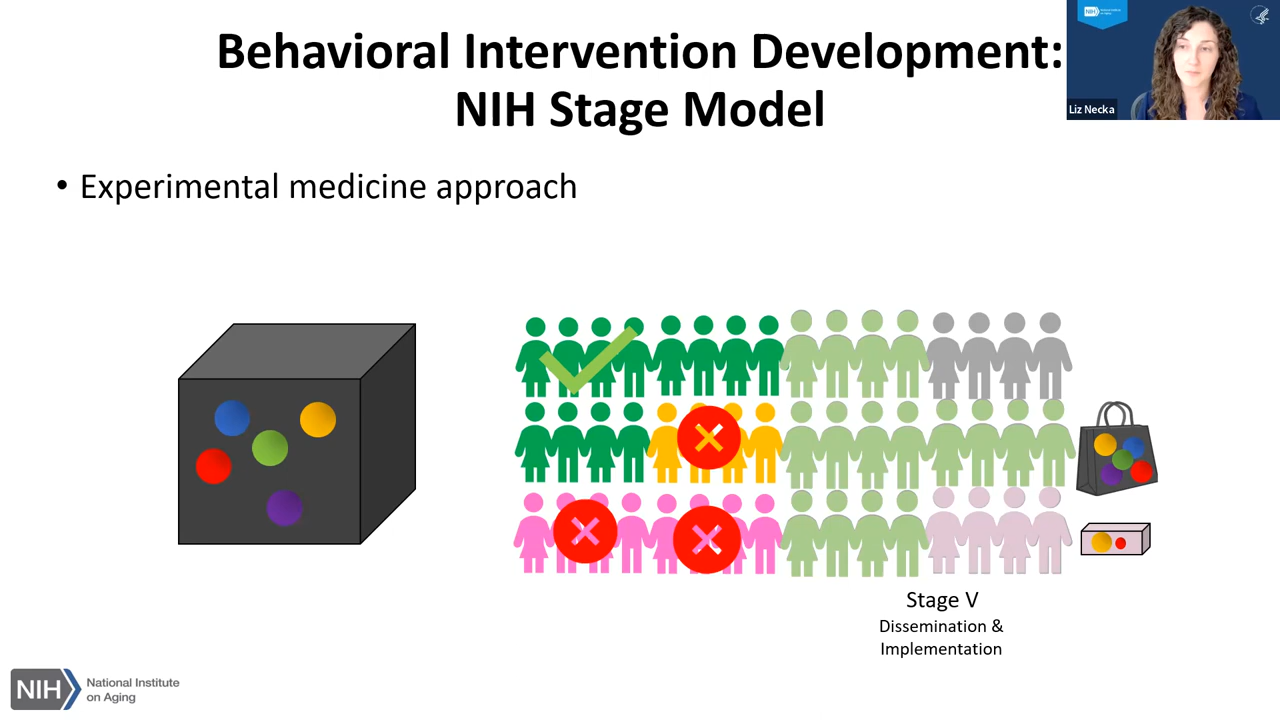 Behavioral Intervention Development:
NIH Stage Model
Liz Necka
• Experimental medicine approach
Stage V
Dissemination &
Implementation
NIH
National Institute
on Aging